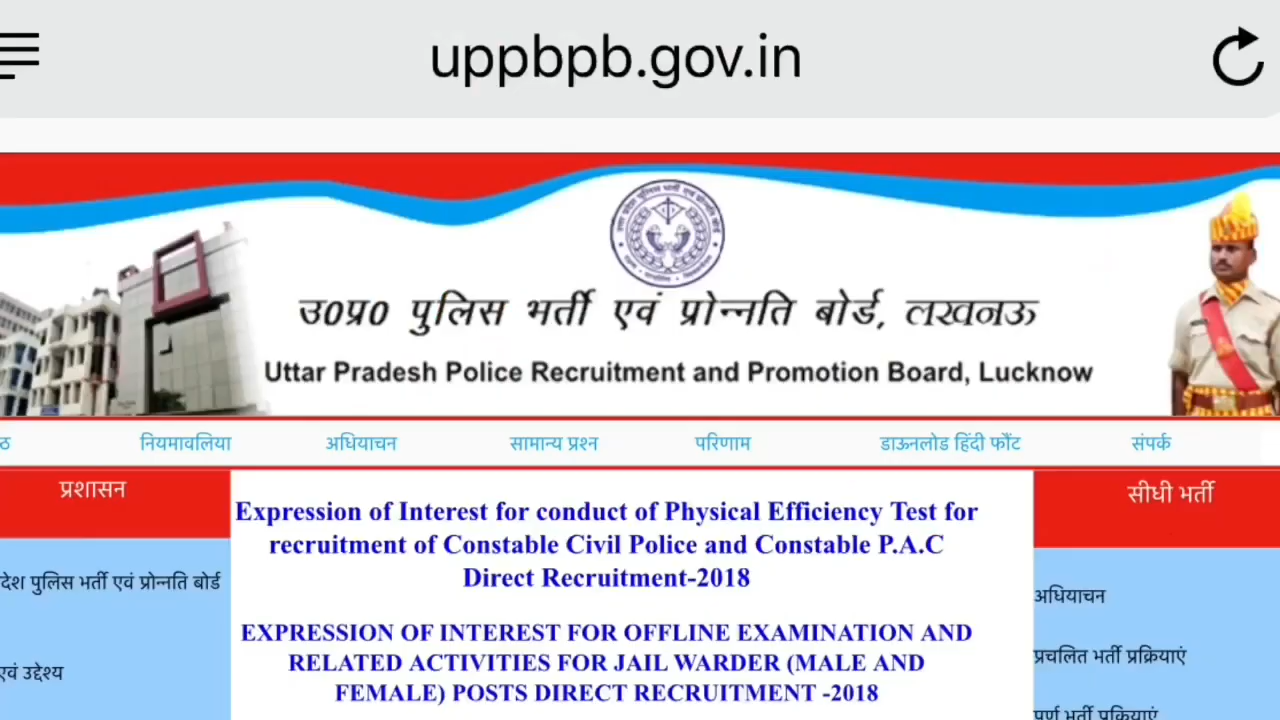 uppbpb.gov.in
उ0प्र0 पुलिस भर्ती एवं प्रोन्नति बोर्ड, लखनऊ
Uttar Pradesh Police Recruitment and Promotion Board, Lucknow
ठ नियमावलिया अधियाचन सामान्य प्रश्न परिणाम डाऊनलोड हिंदी फौंट संपर्क
प्रशासन
सीधी भर्ती
Expression of Interest for conduct of Physical Efficiency Test for
recruitment of Constable Civil Police and Constable P.A.C
Direct Recruitment-2018
EXPRESSION OF INTEREST FOR OFFLINE EXAMINATION AND
RELATED ACTIVITIES FOR JAIL WARDER (MALE AND
FEMALE) POSTS DIRECT RECRUITMENT -2018
देश पुलिस भर्ती एवं प्रोन्नति बोर्ड
एवं उद्देश्य
अधियाचन
प्रचलित भर्ती प्रक्रियाएं